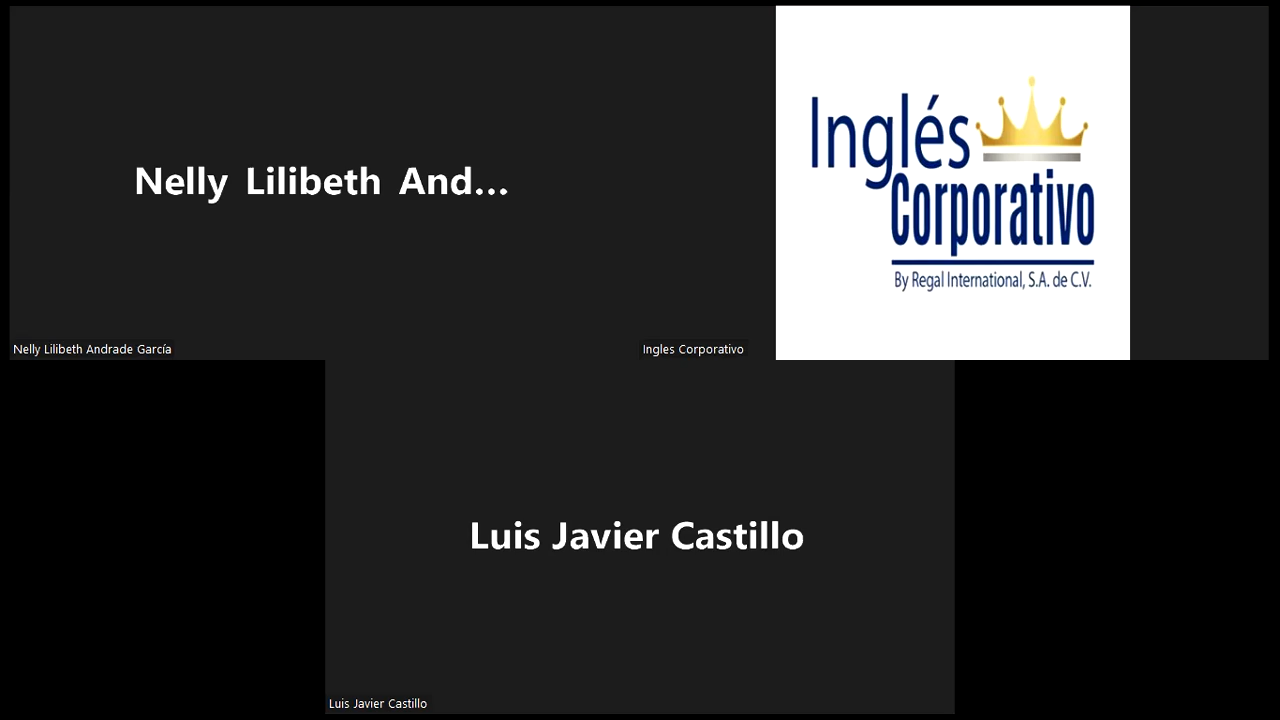 Nelly Lilibeth And...
Nelly Lilibeth Andrade García
Inglés
Corporativo
By Regal International, S.A. de C.V.
Ingles Corporativo
Luis Javier Castillo
Luis Javier Castillo